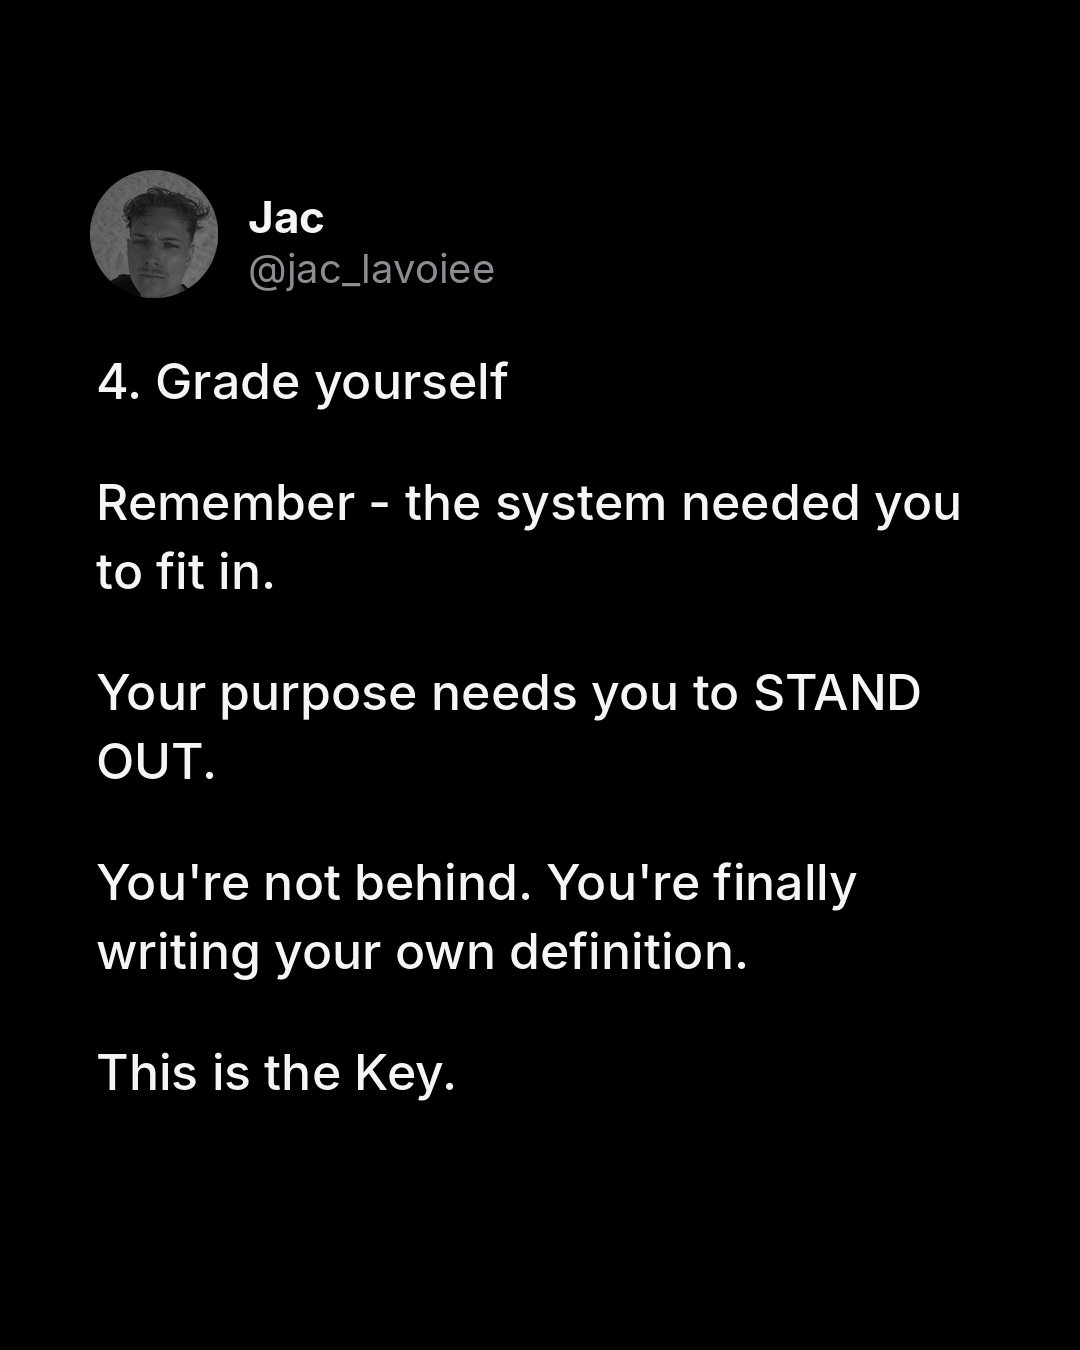 Jac
@jac_lavoiee
4. Grade yourself
Remember - the system needed you
to fit in.
Your purpose needs you to STAND
OUT.
You're not behind. You're finally
writing your own definition.
This is the Key.